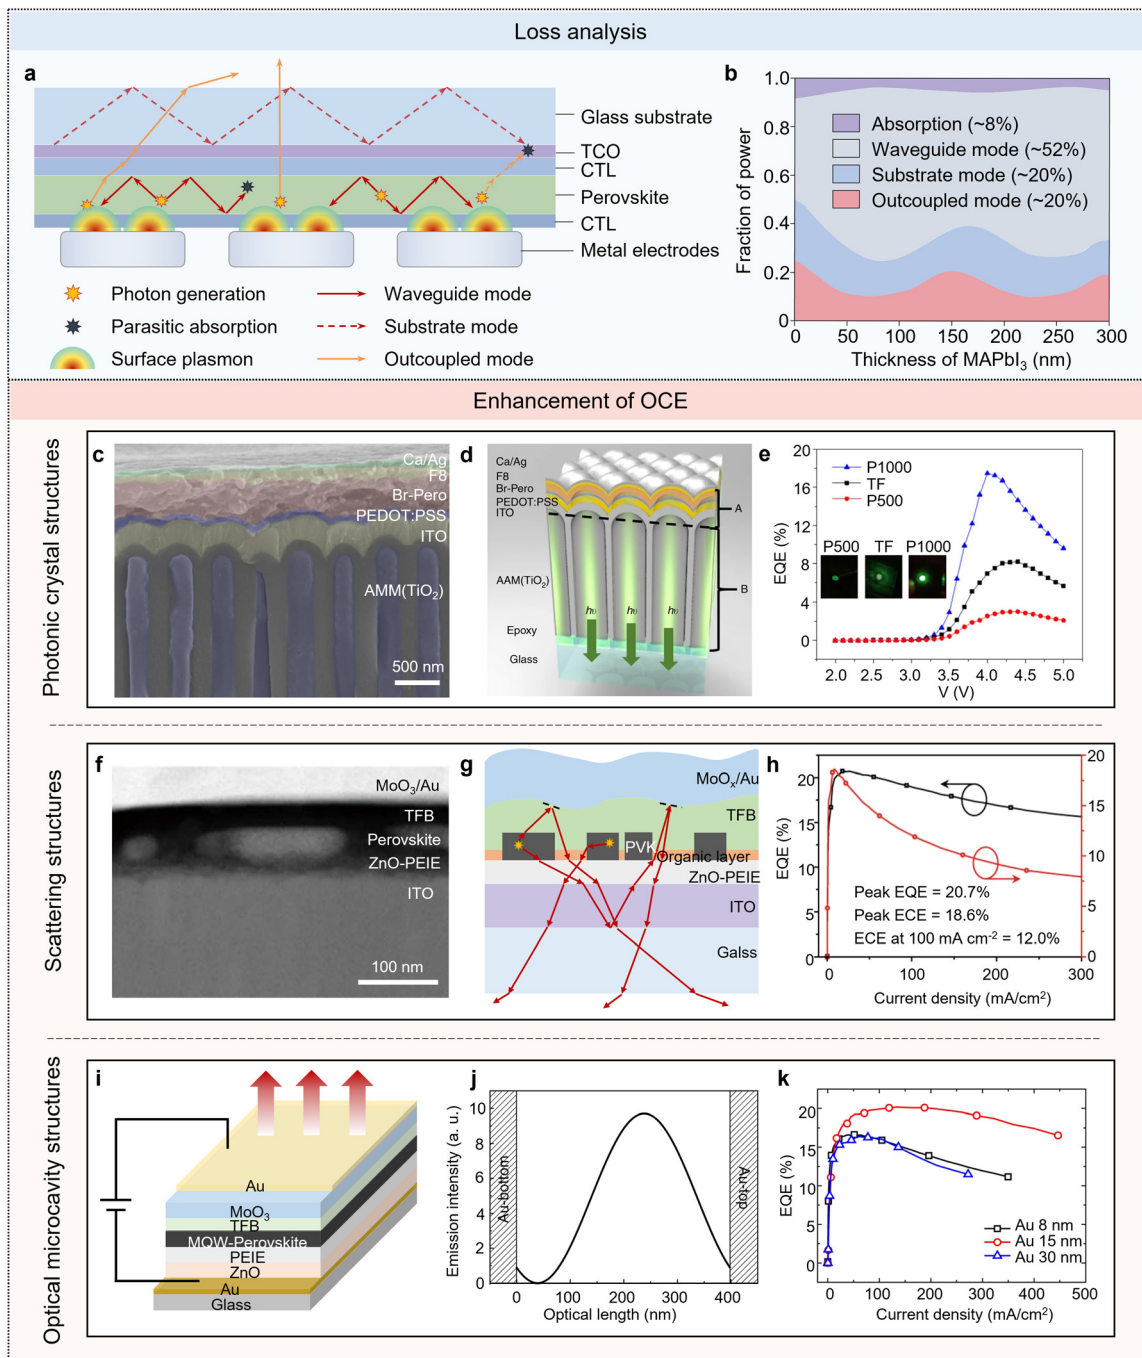 Loss analysis
a
Glass substrate
TCO
CTL
Perovskite
CTL
Metal electrodes
Photon generation
Parasitic absorption
Surface plasmon
Waveguide mode
Substrate mode
Outcoupled mode
b
1.0
0.8
0.6
0.4
0.2
0
Fraction of power
Absorption (~8%)
Waveguide mode (~52%)
Substrate mode (~20%)
Outcoupled mode (~20%)
0 50 100 150 200 250 300
Thickness of MAPbI₃ (nm)
Enhancement of OCE
Photonic crystal structures
c
Ca/Ag
F8
Br-Pero
PEDOT:PSS
ITO
AMM(TiO₂)
500 nm
d
Ca/Ag
F8
Br-Pero
PEDOT:PSS
ITO
A
AAM(TiO₂)
B
hυ hυ hυ
Epoxy
Glass
e
20
16
12
8
4
0
EQE (%)
P1000
TF
P500
P500 TF P1000
2.0 2.5 3.0 3.5 4.0 4.5 5.0
V (V)
Scattering structures
f
MoO₃/Au
TFB
Perovskite
ZnO-PEIE
ITO
100 nm
g
MoOₓ/Au
TFB
PVK
Organic layer
ZnO-PEIE
ITO
Galss
h
20
15
10
5
0
EQE (%)
20
15
10
5
0
Peak EQE = 20.7%
Peak ECE = 18.6%
ECE at 100 mA cm⁻² = 12.0%
0 100 200 300
Current density (mA/cm²)
Optical microcavity structures
i
Au
MoO₃
TFB
MQW-Perovskite
PEIE
ZnO
Au
Glass
j
10
8
6
4
2
0
Emission intensity (a. u.)
Au-bottom
Au-top
0 100 200 300 400
Optical length (nm)
k
20
15
10
5
0
EQE (%)
Au 8 nm
Au 15 nm
Au 30 nm
0 100 200 300 400 500
Current density (mA/cm²)